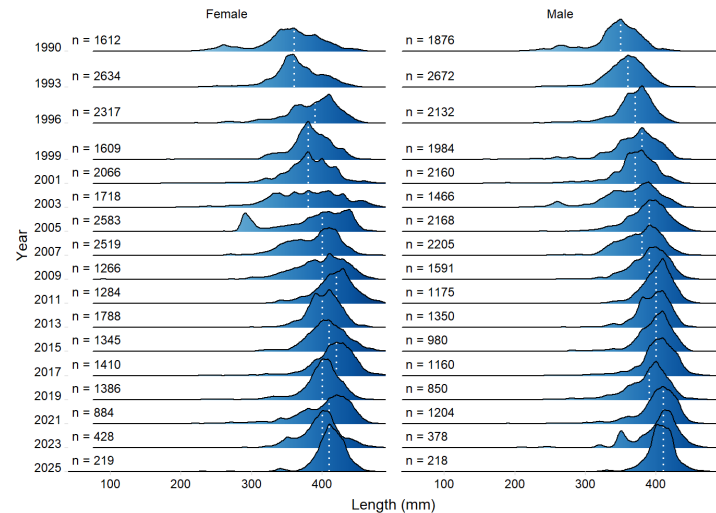 Female Male
1990 n = 1612 n = 1876
1993 n = 2634 n = 2672
1996 n = 2317 n = 2132
1999 n = 1609 n = 1984
2001 n = 2066 n = 2160
2003 n = 1718 n = 1466
2005 n = 2583 n = 2168
2007 n = 2519 n = 2205
2009 n = 1266 n = 1591
2011 n = 1284 n = 1175
2013 n = 1788 n = 1350
2015 n = 1345 n = 980
2017 n = 1410 n = 1160
2019 n = 1386 n = 850
2021 n = 884 n = 1204
2023 n = 428 n = 378
2025 n = 219 n = 218
Year
100 200 300 400 100 200 300 400
Length (mm)